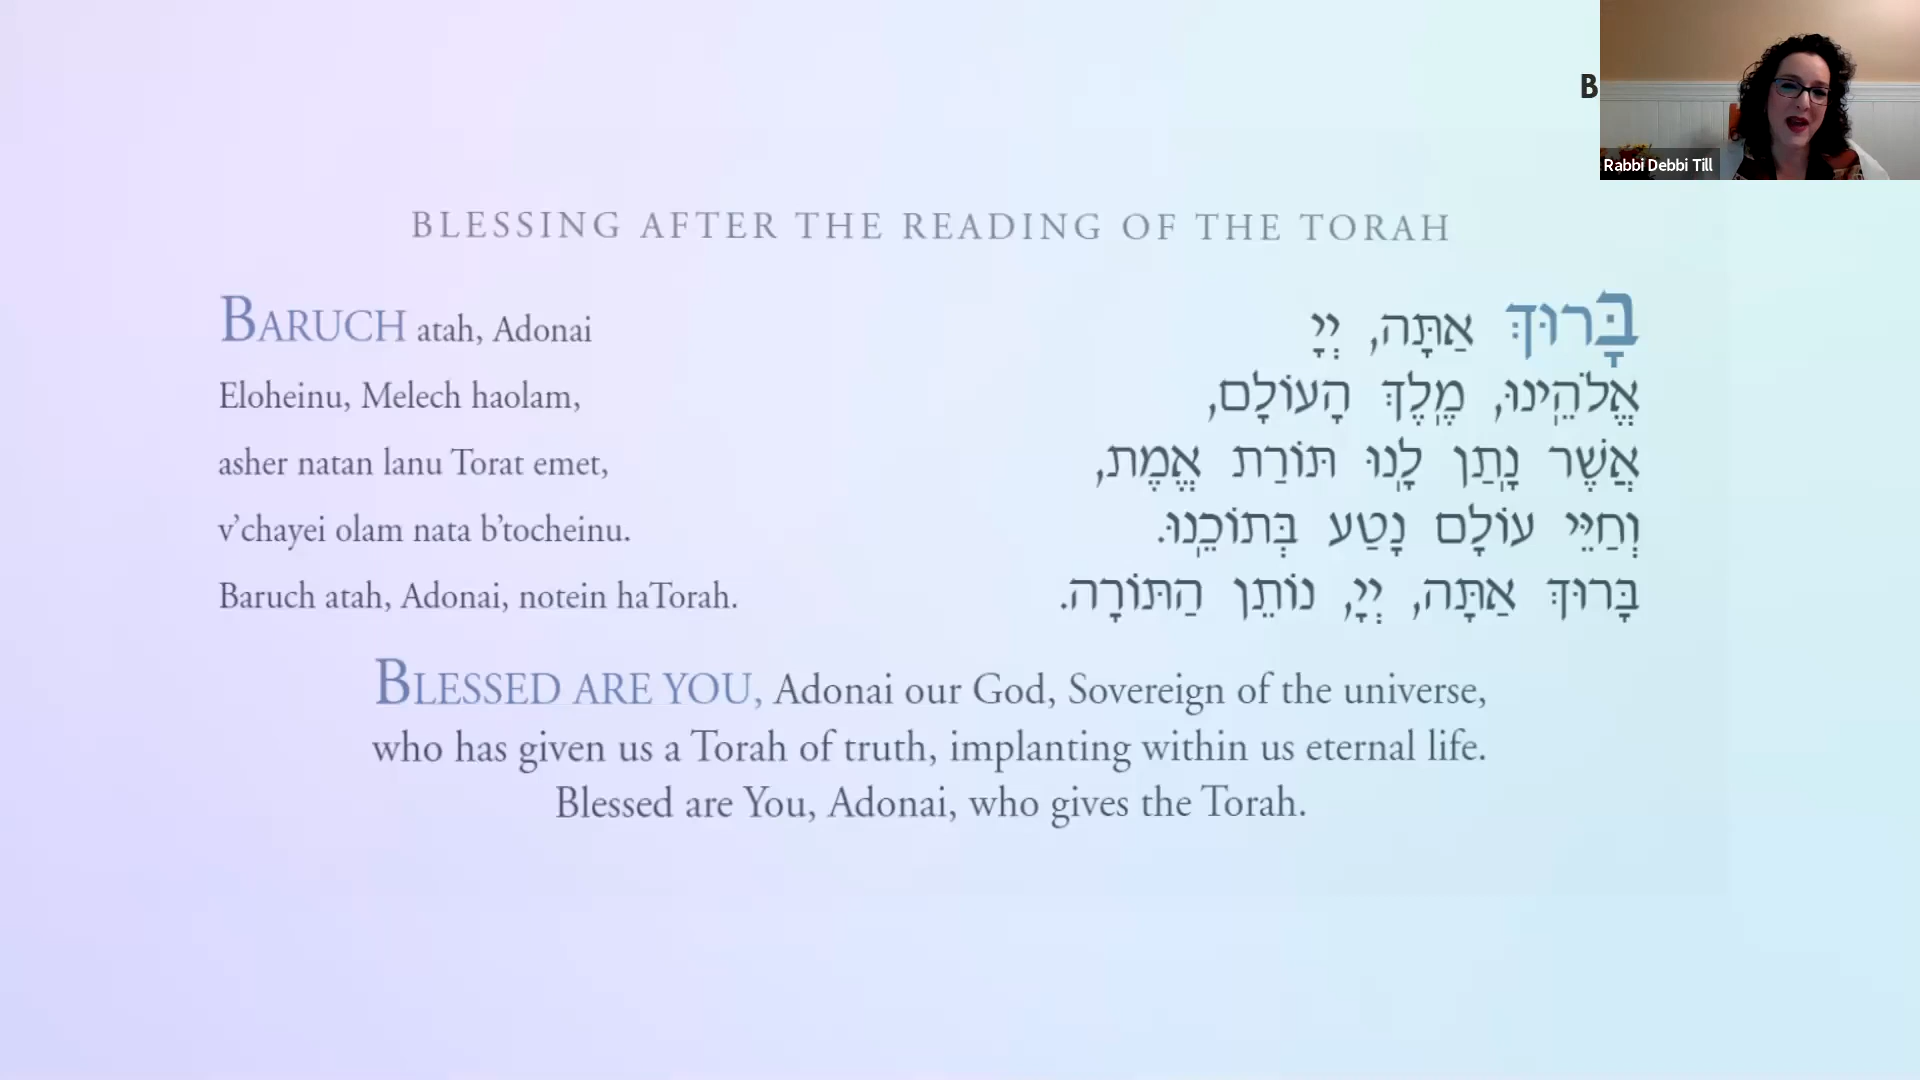 B
Rabbi Debbi Till
BLESSING AFTER THE READING OF THE TORAH
BARUCH atah, Adonai
Eloheinu, Melech haolam,
asher natan lanu Torat emet,
v’chayei olam nata b’tocheinu.
Baruch atah, Adonai, notein haTorah.
בָּרוּךְ אַתָּה, יְיָ
אֱלֹהֵֽינוּ, מֶֽלֶךְ הָעוֹלָם,
אֲשֶׁר נָֽתַן לָֽנוּ תּוֹרַת אֱמֶת,
וְחַיֵּי עוֹלָם נָטַע בְּתוֹכֵֽנוּ.
בָּרוּךְ אַתָּה, יְיָ, נוֹתֵן הַתּוֹרָה.
BLESSED ARE YOU, Adonai our God, Sovereign of the universe,
who has given us a Torah of truth, implanting within us eternal life.
Blessed are You, Adonai, who gives the Torah.